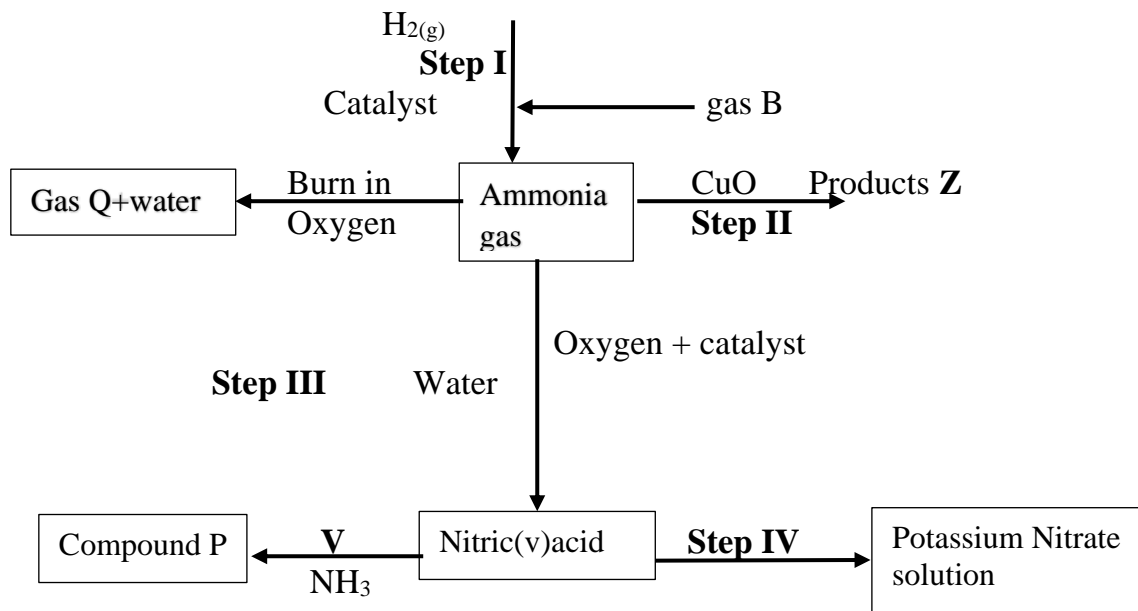 H₂(g)
Step I
Catalyst
gas B
Gas Q+water
Burn in
Oxygen
Ammonia
gas
CuO
Step II
Products Z
Oxygen + catalyst
Step III
Water
Compound P
V
NH₃
Nitric(v)acid
Step IV
Potassium Nitrate
solution